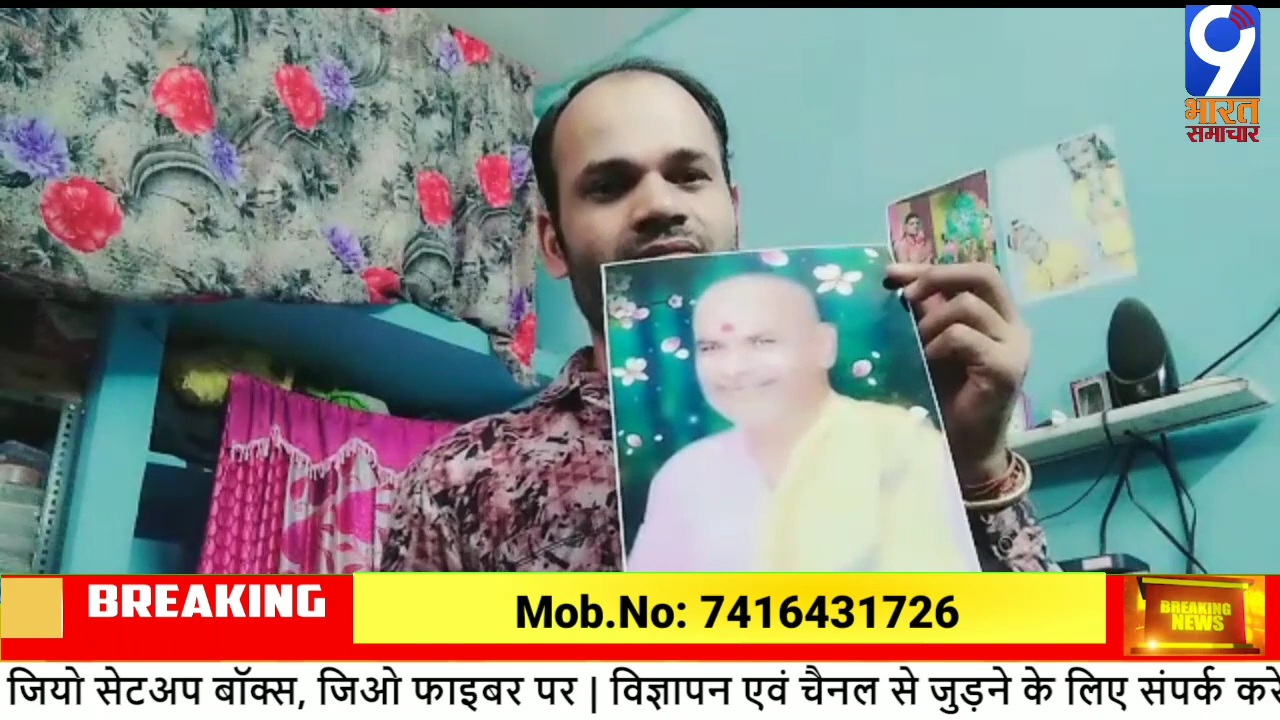 9
भारत
समाचार
BREAKING
Mob.No: 7416431726
BREAKING
NEWS
जियो सेटअप बॉक्स, जिओ फाइबर पर | विज्ञापन एवं चैनल से जुड़ने के लिए संपर्क करे